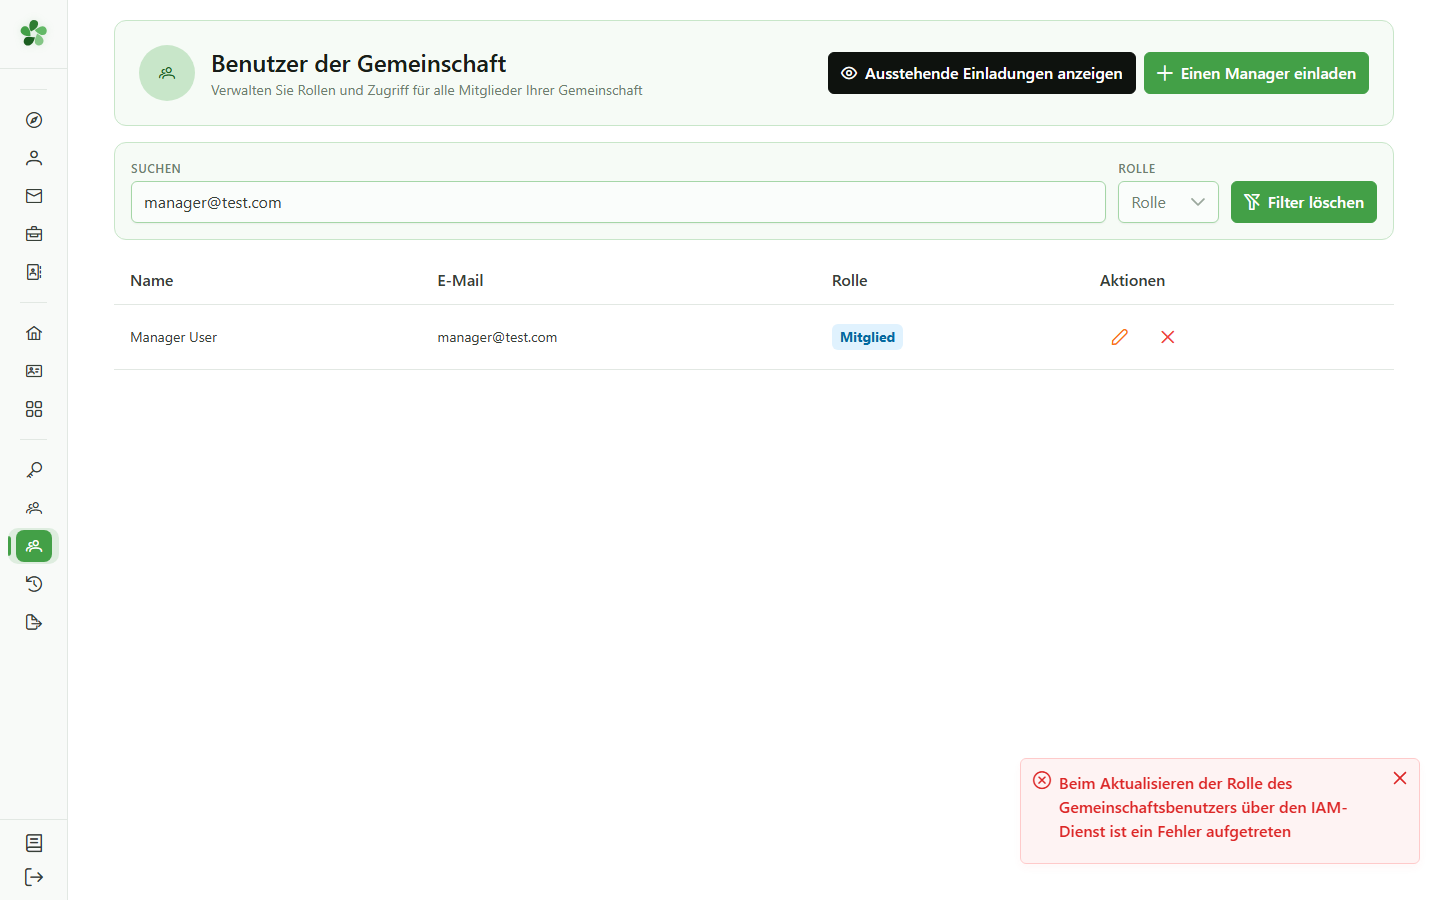 Benutzer der Gemeinschaft
Verwalten Sie Rollen und Zugriff für alle Mitglieder Ihrer Gemeinschaft
Ausstehende Einladungen anzeigen
Einen Manager einladen
SUCHEN
manager@test.com
ROLLE
Rolle
Filter löschen
Name E-Mail Rolle Aktionen
Manager User manager@test.com Mitglied
Beim Aktualisieren der Rolle des
Gemeinschaftsbenutzers über den IAM-
Dienst ist ein Fehler aufgetreten